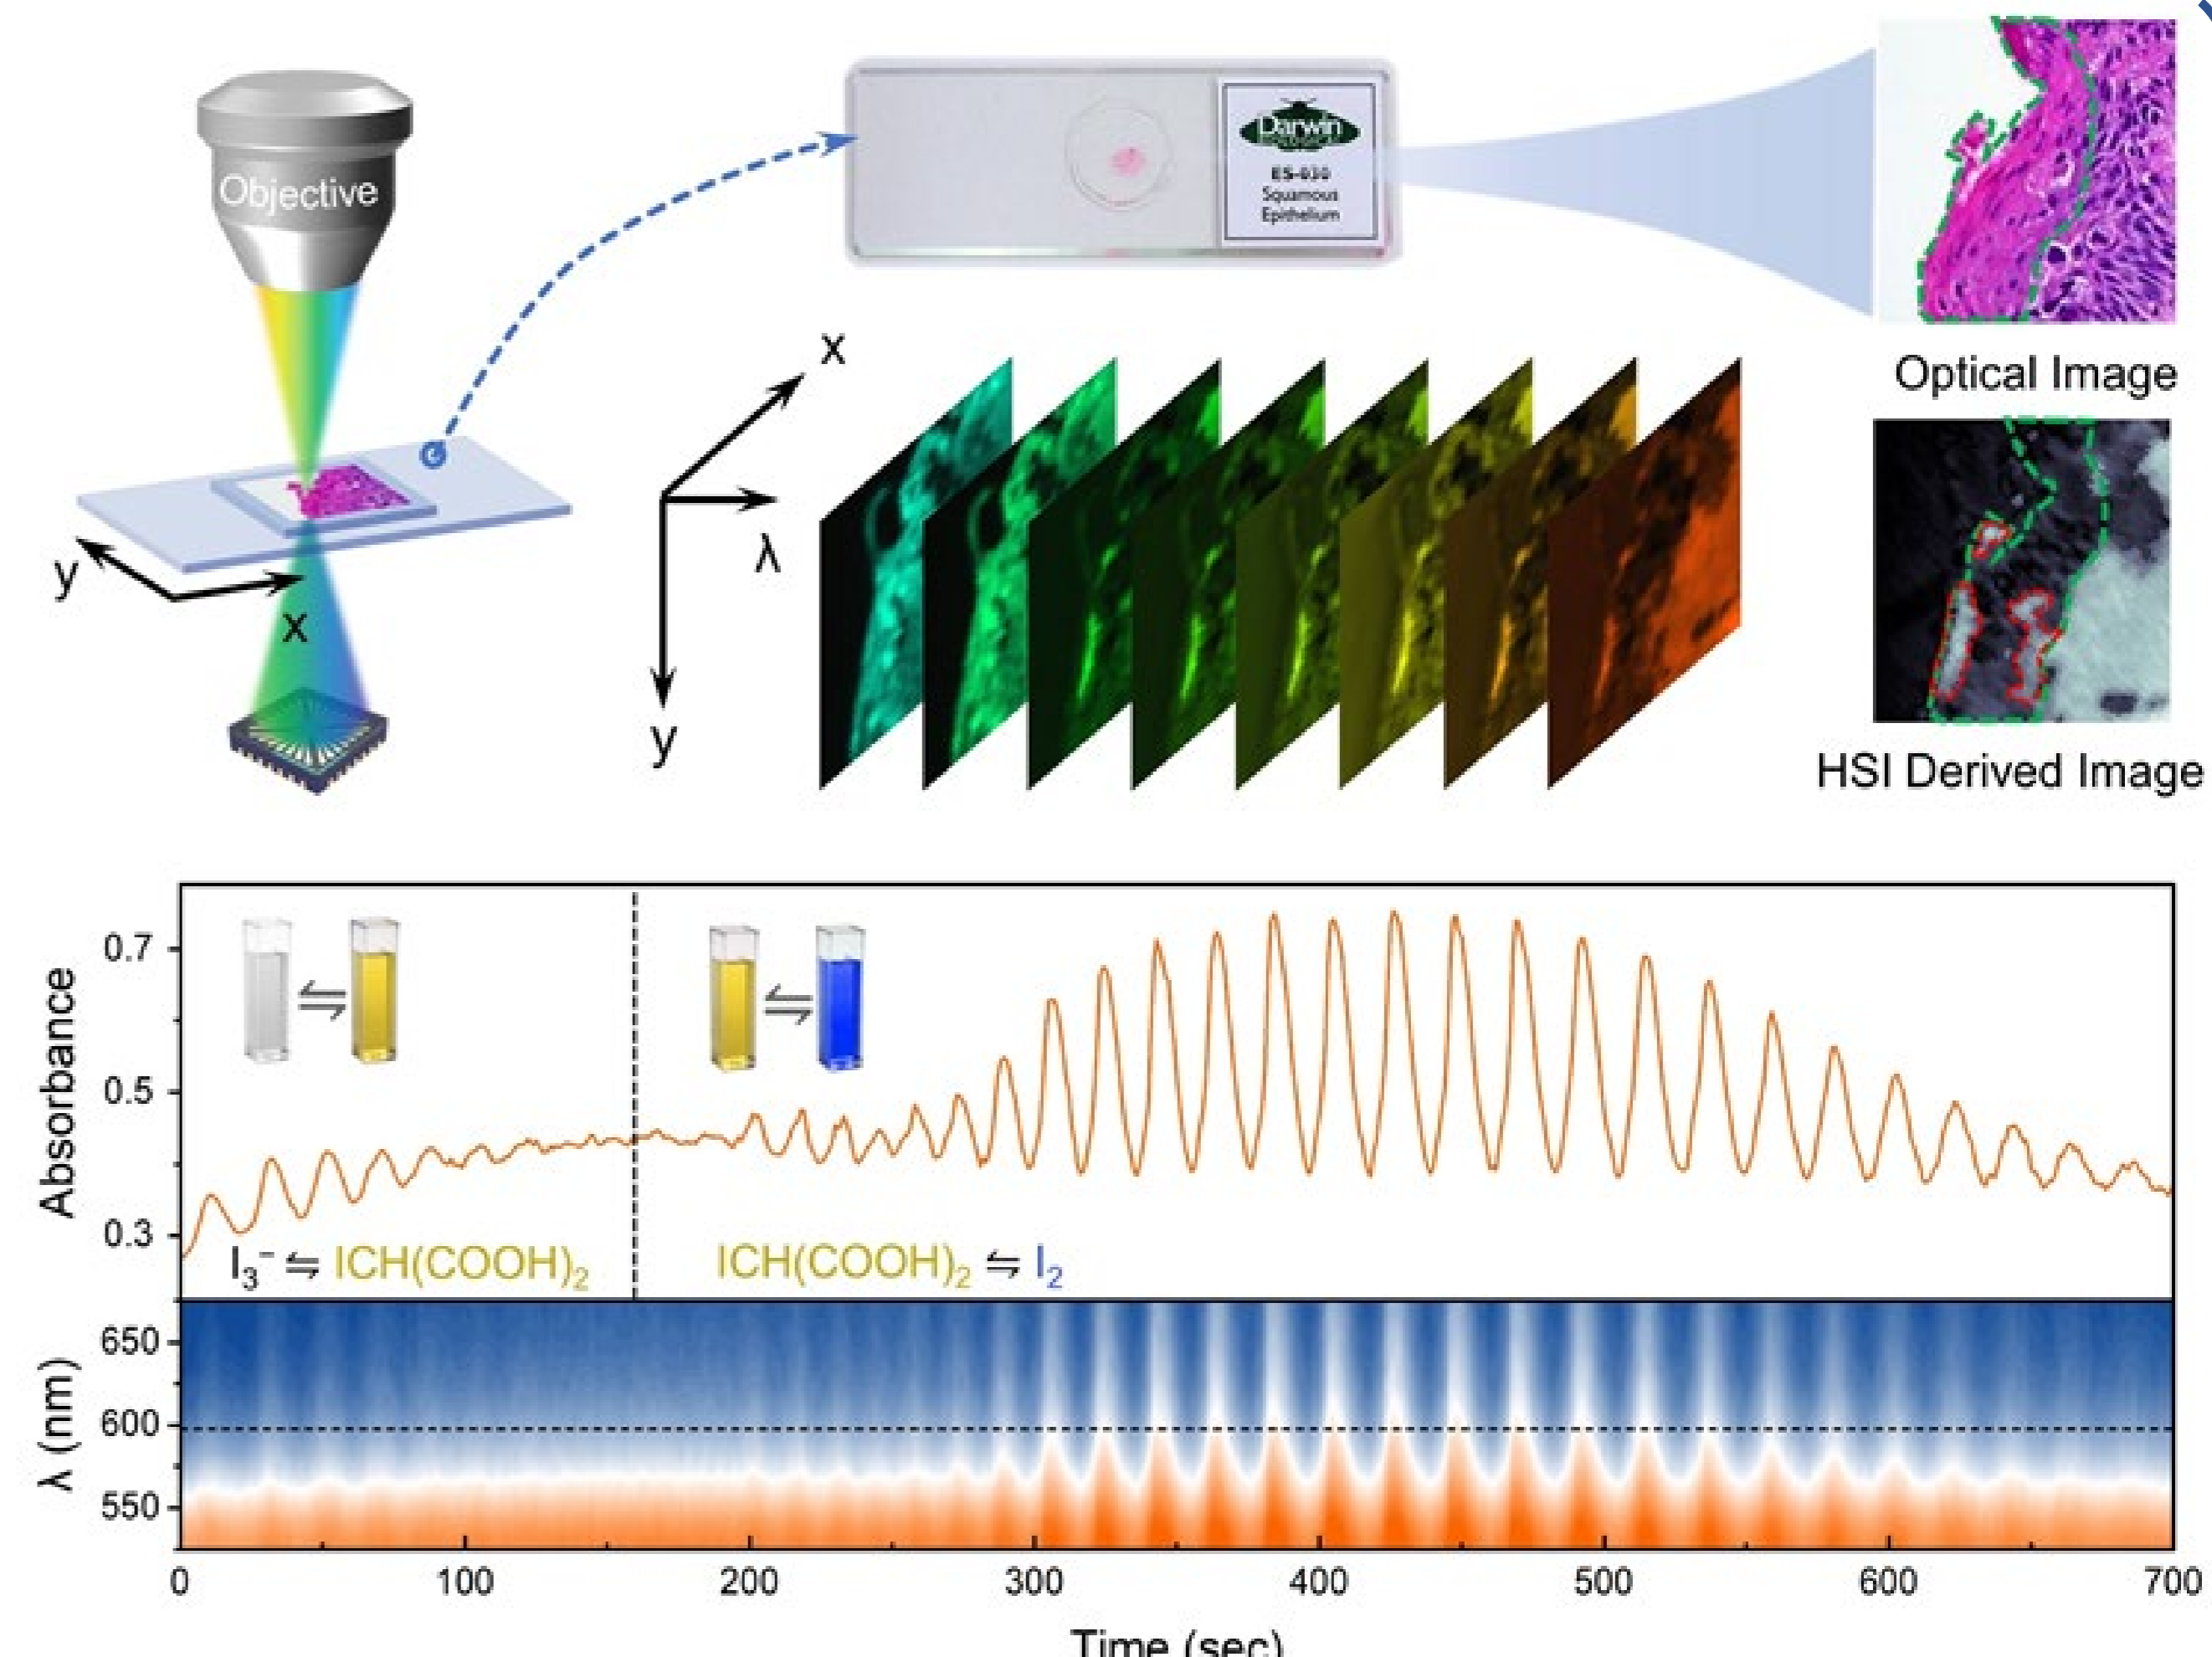 Objective
Darwin
BIOLOGICAL
ES-030
Squamous
Epithelium
Optical Image
x
λ
y
y
x
HSI Derived Image
Absorbance
0.7
0.5
0.3
I₃⁻ ⇋ ICH(COOH)₂
ICH(COOH)₂ ⇋ I₂
λ (nm)
650
600
550
0 100 200 300 400 500 600 700
Time (sec)